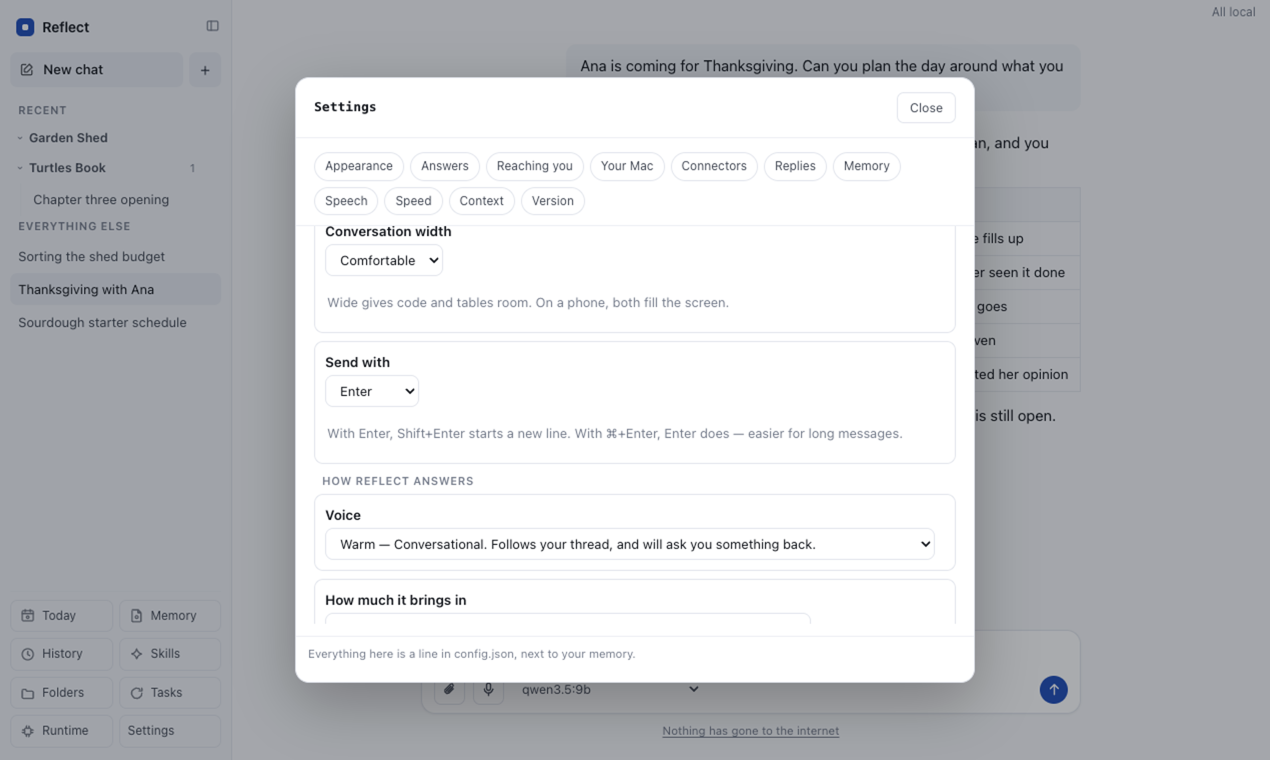 Reflect
All local
New chat
+
RECENT
Garden Shed
Turtles Book 1
Chapter three opening
EVERYTHING ELSE
Sorting the shed budget
Thanksgiving with Ana
Sourdough starter schedule
Today
Memory
History
Skills
Folders
Tasks
Runtime
Settings
Ana is coming for Thanksgiving. Can you plan the day around what you
an, and you
fills up
er seen it done
goes
ven
ted her opinion
is still open.
Settings
Close
Appearance
Answers
Reaching you
Your Mac
Connectors
Replies
Memory
Speech
Speed
Context
Version
Conversation width
Comfortable
Wide gives code and tables room. On a phone, both fill the screen.
Send with
Enter
With Enter, Shift+Enter starts a new line. With ⌘+Enter, Enter does — easier for long messages.
HOW REFLECT ANSWERS
Voice
Warm — Conversational. Follows your thread, and will ask you something back.
How much it brings in
Everything here is a line in config.json, next to your memory.
qwen3.5:9b
Nothing has gone to the internet